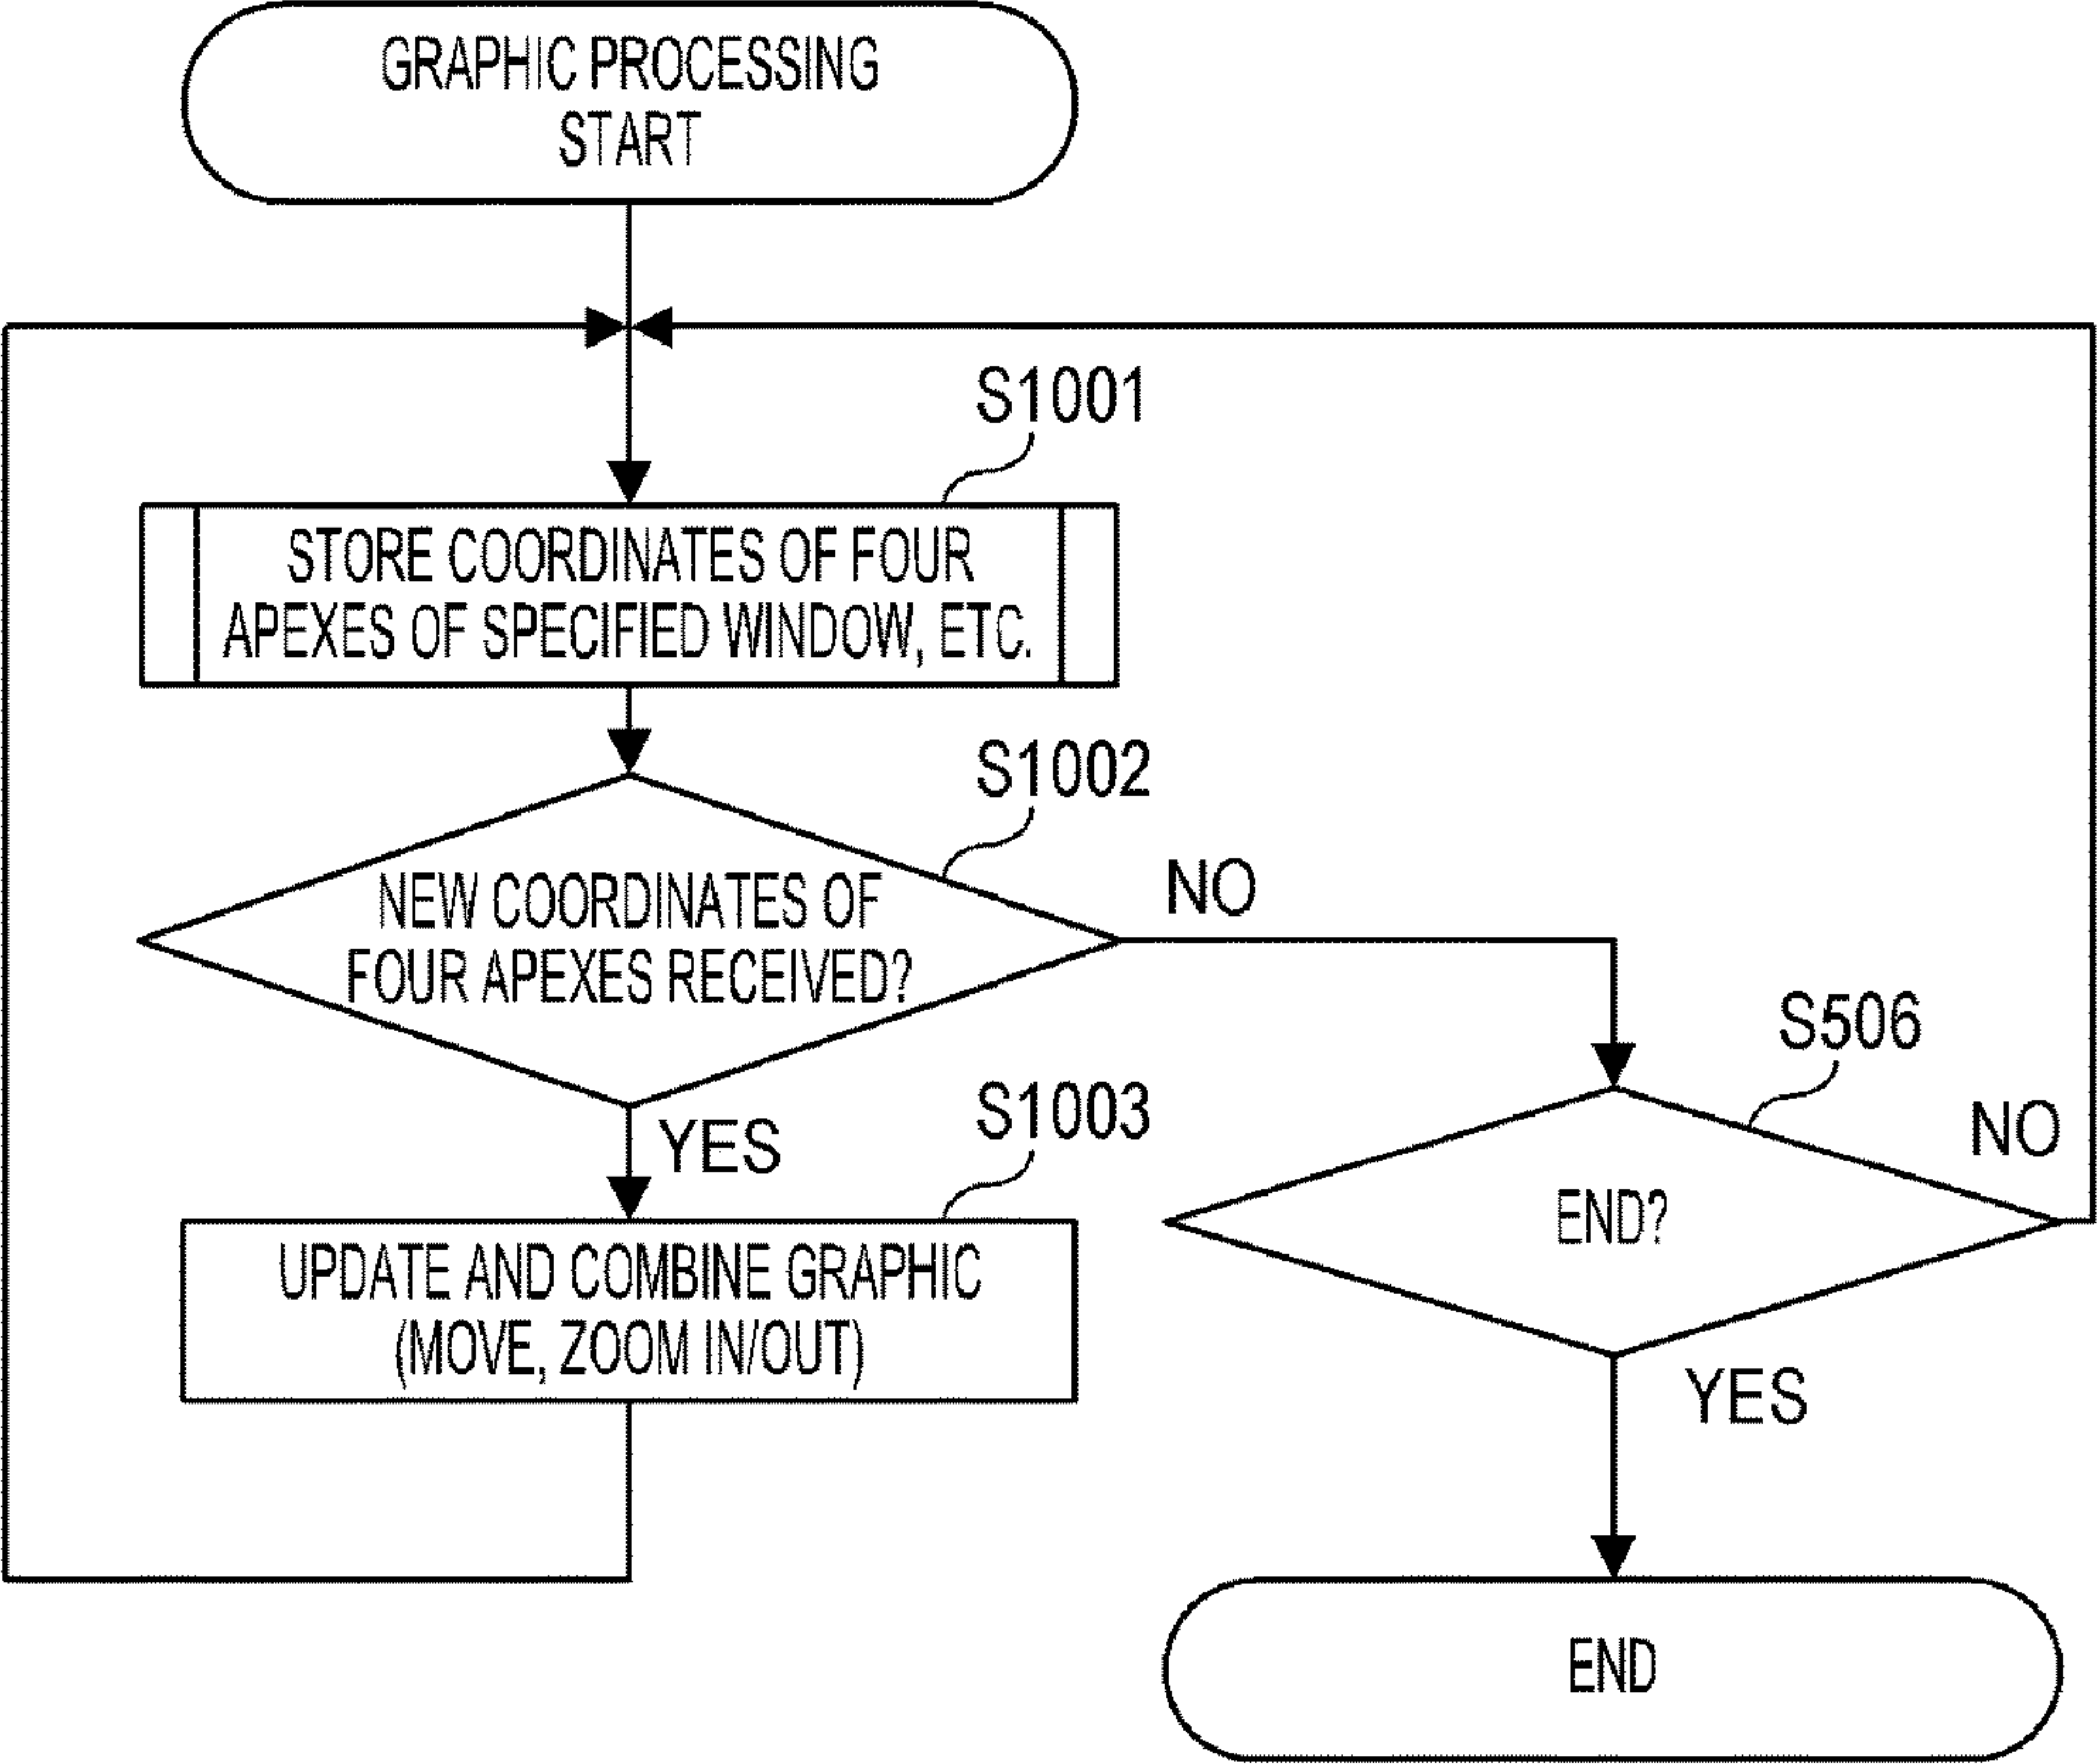 GRAPHIC PROCESSING
START
S1001
STORE COORDINATES OF FOUR
APEXES OF SPECIFIED WINDOW, ETC.
S1002
NEW COORDINATES OF
FOUR APEXES RECEIVED?
NO
YES
S1003
UPDATE AND COMBINE GRAPHIC
(MOVE, ZOOM IN/OUT)
S506
END?
NO
YES
END